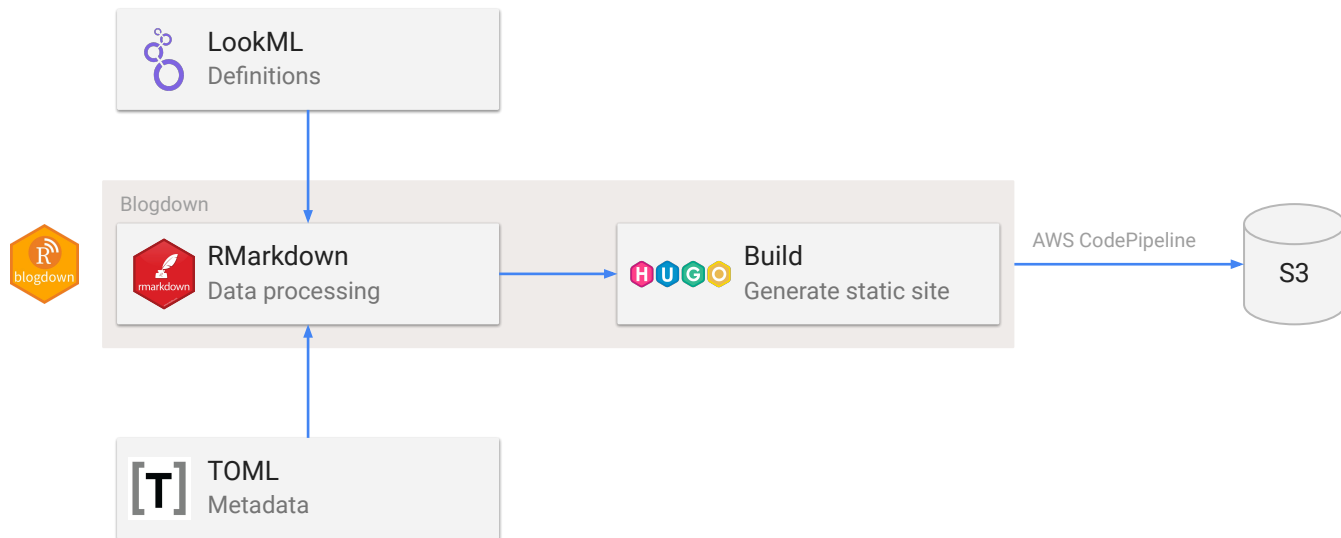 LookML
Definitions
Blogdown
R
blogdown
rmarkdown
RMarkdown
Data processing
HUGO
Build
Generate static site
AWS CodePipeline
S3
[T]
TOML
Metadata